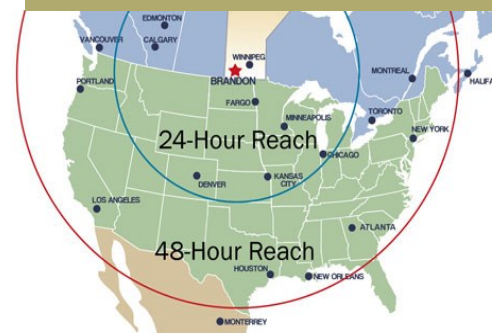 EDMONTON
VANCOUVER
CALGARY
WINNIPEG
BRANDON
MONTREAL
HALIFA
PORTLAND
FARGO
TORONTO
MINNEAPOLIS
NEW YORK
24-Hour Reach
CHICAGO
DENVER
KANSAS
CITY
LOS ANGELES
ATLANTA
48-Hour Reach
HOUSTON
NEW ORLEANS
MONTERREY